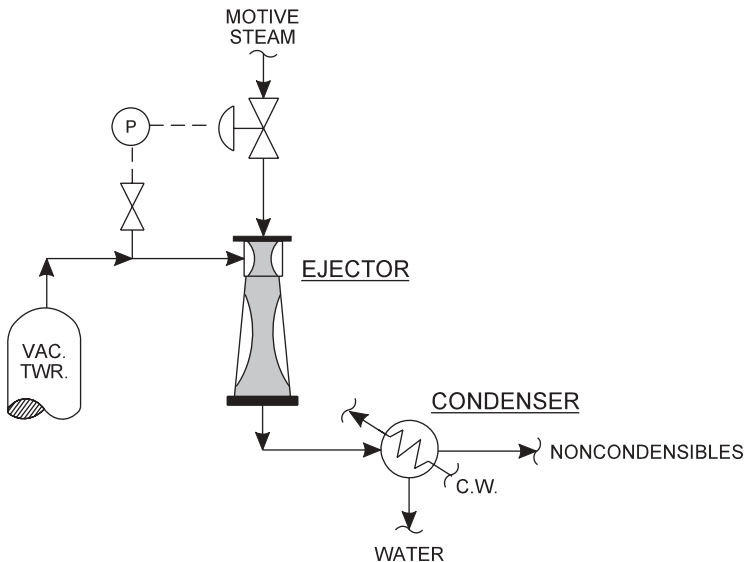 MOTIVE
STEAM
P
EJECTOR
VAC.
TWR.
CONDENSER
NONCONDENSIBLES
C.W.
WATER